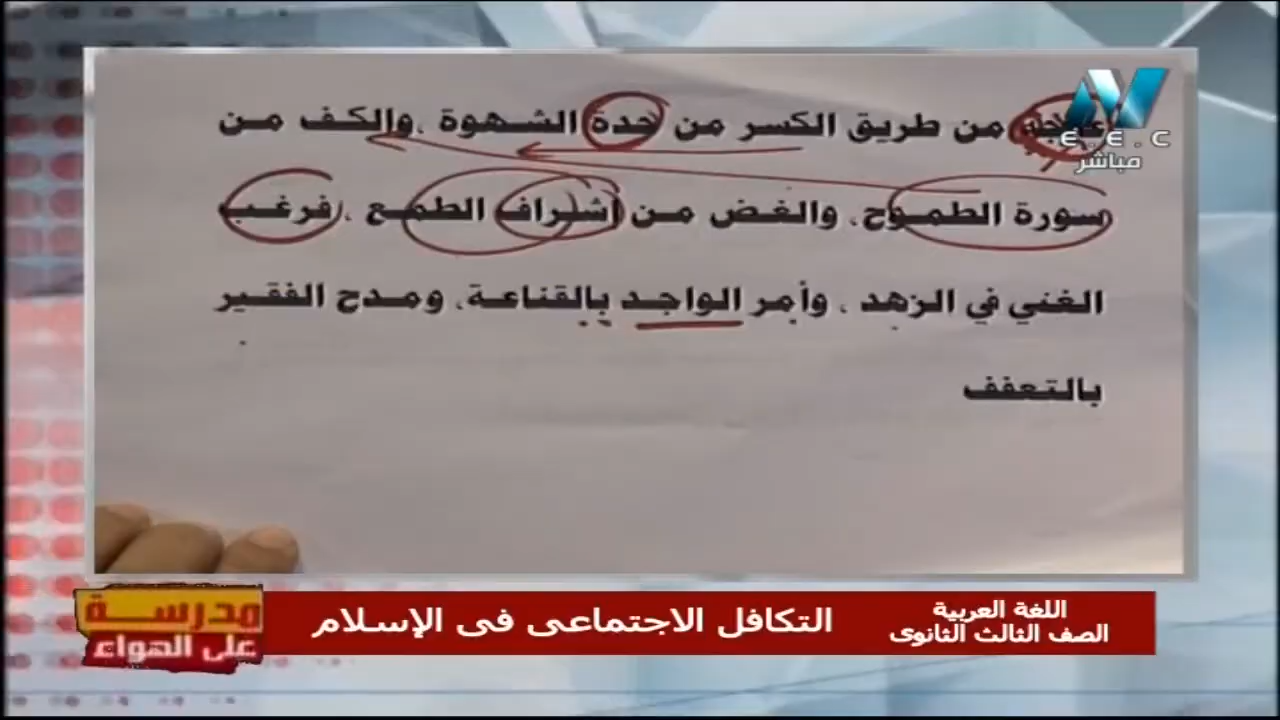 عالجه من طريق الكسر من حدة الشهوة ، والكف من
سورة الطموح، والغض من إشراف الطمع ، فرغب
الغني في الزهد ، وأمر الواجد بالقناعة، ومدح الفقير
بالتعفف
E.E.C
مباشر
اللغة العربية
الصف الثالث الثانوى
التكافل الاجتماعى فى الإسلام
مدرسة
على الهواء